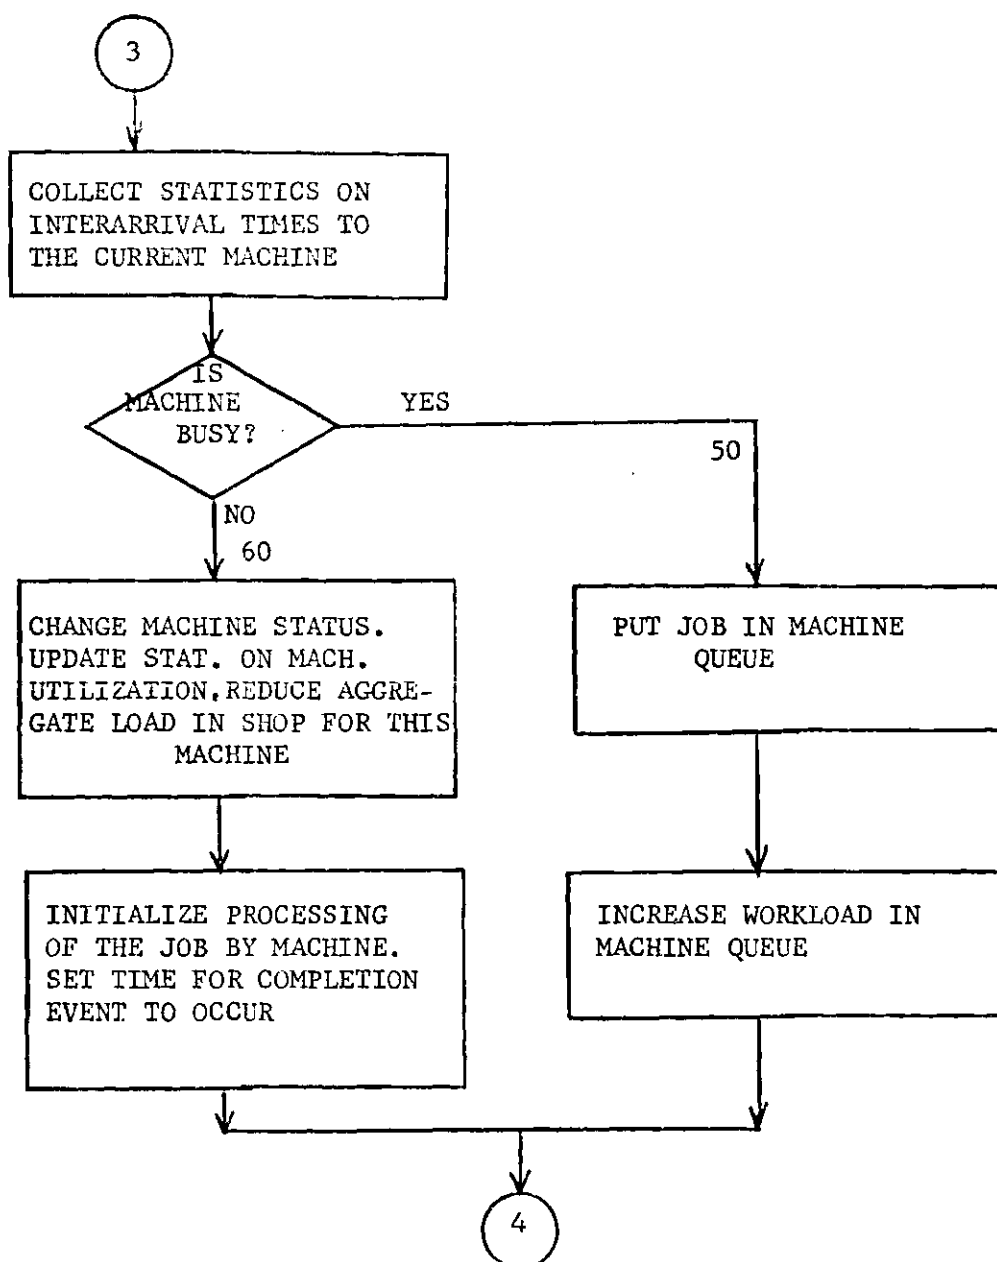 3
COLLECT STATISTICS ON
INTERARRIVAL TIMES TO
THE CURRENT MACHINE
IS
MACHINE
BUSY?
YES
50
NO
60
CHANGE MACHINE STATUS.
UPDATE STAT. ON MACH.
UTILIZATION.REDUCE AGGRE-
GATE LOAD IN SHOP FOR THIS
MACHINE
PUT JOB IN MACHINE
QUEUE
INITIALIZE PROCESSING
OF THE JOB BY MACHINE.
SET TIME FOR COMPLETION
EVENT TO OCCUR
INCREASE WORKLOAD IN
MACHINE QUEUE
4